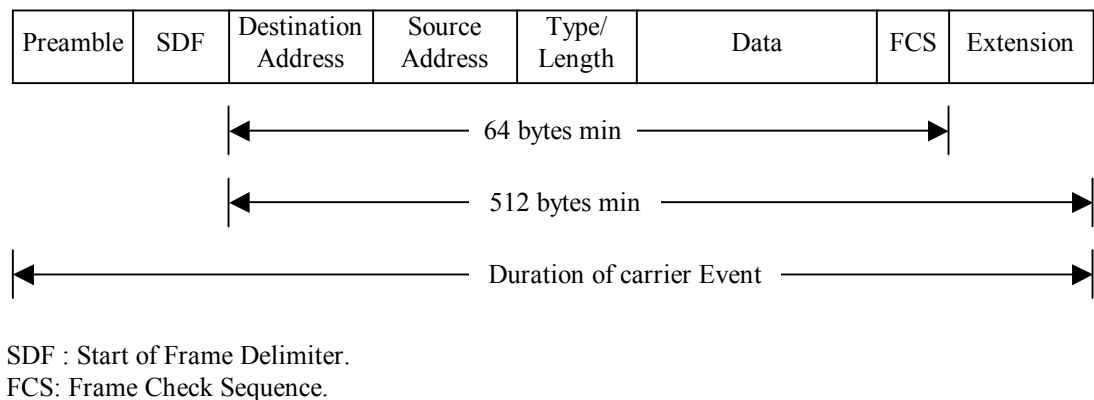 Preamble SDF Destination Address Source Address Type/ Length Data FCS Extension
64 bytes min
512 bytes min
Duration of carrier Event
SDF : Start of Frame Delimiter.
FCS: Frame Check Sequence.